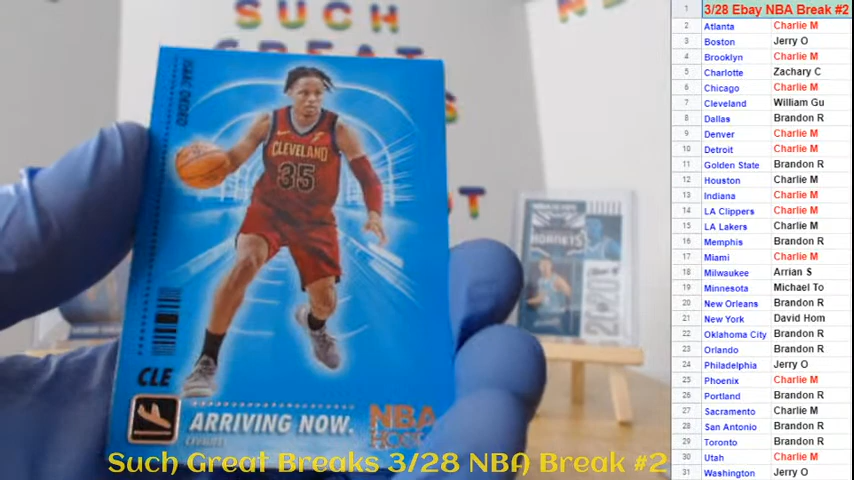 SUCH
GREAT
ISAAC OKORO
CLEVELAND
35
CLE
ARRIVING NOW.
CAVALIERS
NBA
HOOPS
HORNETS
Such Great Breaks 3/28 NBA Break #2
1 3/28 Ebay NBA Break #2
2 Atlanta Charlie M
3 Boston Jerry O
4 Brooklyn Charlie M
5 Charlotte Zachary C
6 Chicago Charlie M
7 Cleveland William Gu
8 Dallas Brandon R
9 Denver Charlie M
10 Detroit Charlie M
11 Golden State Brandon R
12 Houston Charlie M
13 Indiana Charlie M
14 LA Clippers Charlie M
15 LA Lakers Charlie M
16 Memphis Brandon R
17 Miami Charlie M
18 Milwaukee Arrian S
19 Minnesota Michael To
20 New Orleans Brandon R
21 New York David Hom
22 Oklahoma City Brandon R
23 Orlando Brandon R
24 Philadelphia Jerry O
25 Phoenix Charlie M
26 Portland Brandon R
27 Sacramento Charlie M
28 San Antonio Brandon R
29 Toronto Brandon R
30 Utah Charlie M
31 Washington Jerry O